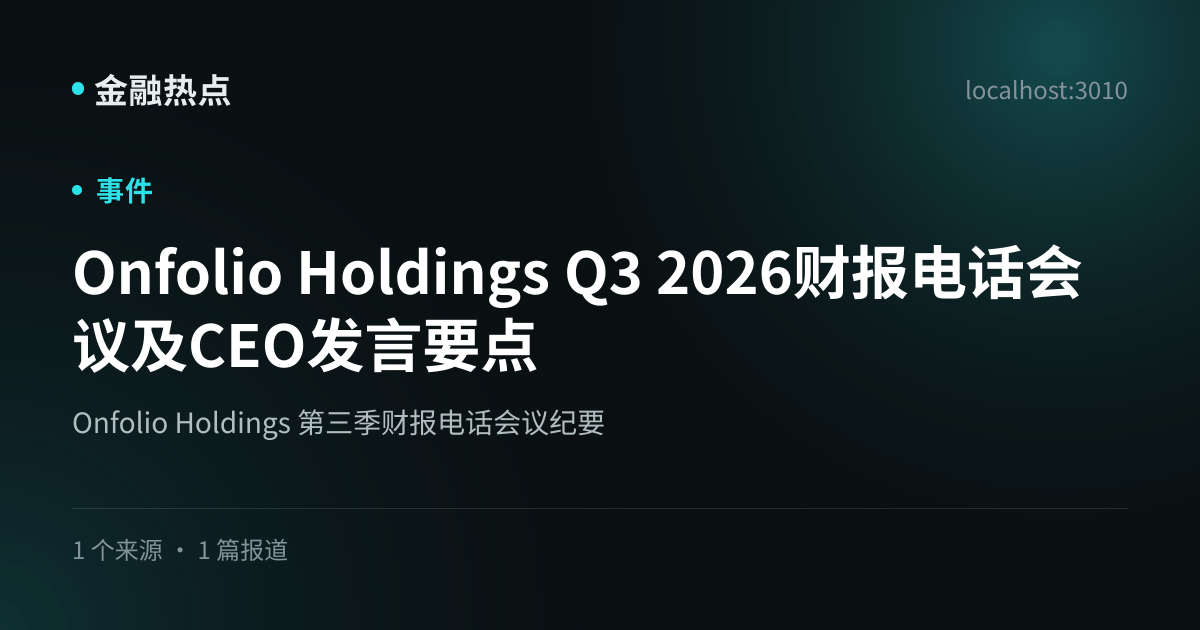 金融热点
localhost:3010
事件
Onfolio Holdings Q3 2026财报电话会
议及CEO发言要点
Onfolio Holdings 第三季财报电话会议纪要
1 个来源 · 1 篇报道